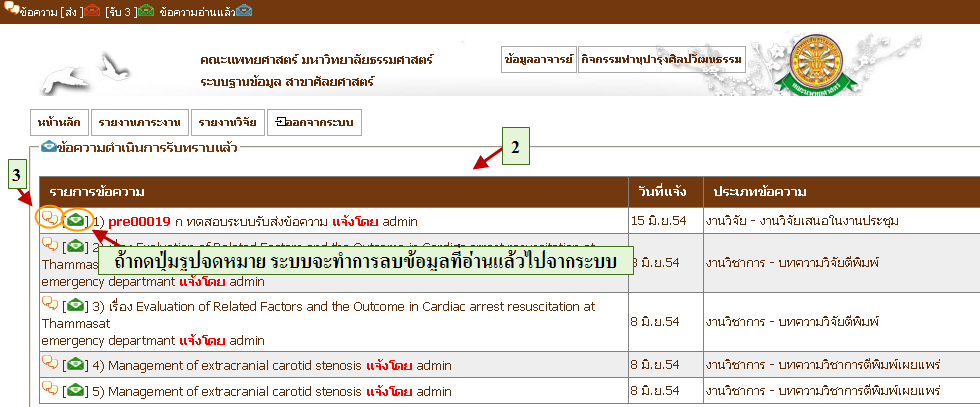 ข้อความ [ส่ง ] [รับ 3 ] ข้อความอ่านแล้ว
คณะแพทยศาสตร์ มหาวิทยาลัยธรรมศาสตร์
ระบบฐานข้อมูล สาขาศัลยศาสตร์
ข้อมูลอาจารย์ กิจกรรมทำนุบำรุงศิลปวัฒนธรรม
หน้าหลัก รายงานภาระงาน รายงานวิจัย ออกจากระบบ
ข้อความดำเนินการรับทราบแล้ว
2
3
รายการข้อความ วันที่แจ้ง ประเภทข้อความ
[ ] 1) pre00019 ก ทดสอบระบบรับส่งข้อความ แจ้งโดย admin 15 มิ.ย.54 งานวิจัย - งานวิจัยเสนอในงานประชุม
[ ] 2) Evaluation of Related Factors and the Outcome in Cardiac arrest resuscitation at
Thammas
ถ้ากดปุ่มรูปจดหมาย ระบบจะทำการลบข้อมูลที่อ่านแล้วไปจากระบบ
emergency department แจ้งโดย admin
มิ.ย.54 งานวิชาการ - บทความวิจัยตีพิมพ์
[ ] 3) เรื่อง Evaluation of Related Factors and the Outcome in Cardiac arrest resuscitation at
Thammasat
emergency departmant แจ้งโดย admin
8 มิ.ย.54 งานวิชาการ - บทความวิจัยตีพิมพ์
[ ] 4) Management of extracranial carotid stenosis แจ้งโดย admin 8 มิ.ย.54 งานวิชาการ - บทความวิชาการตีพิมพ์เผยแพร่
[ ] 5) Management of extracranial carotid stenosis แจ้งโดย admin 8 มิ.ย.54 งานวิชาการ - บทความวิชาการตีพิมพ์เผยแพร่